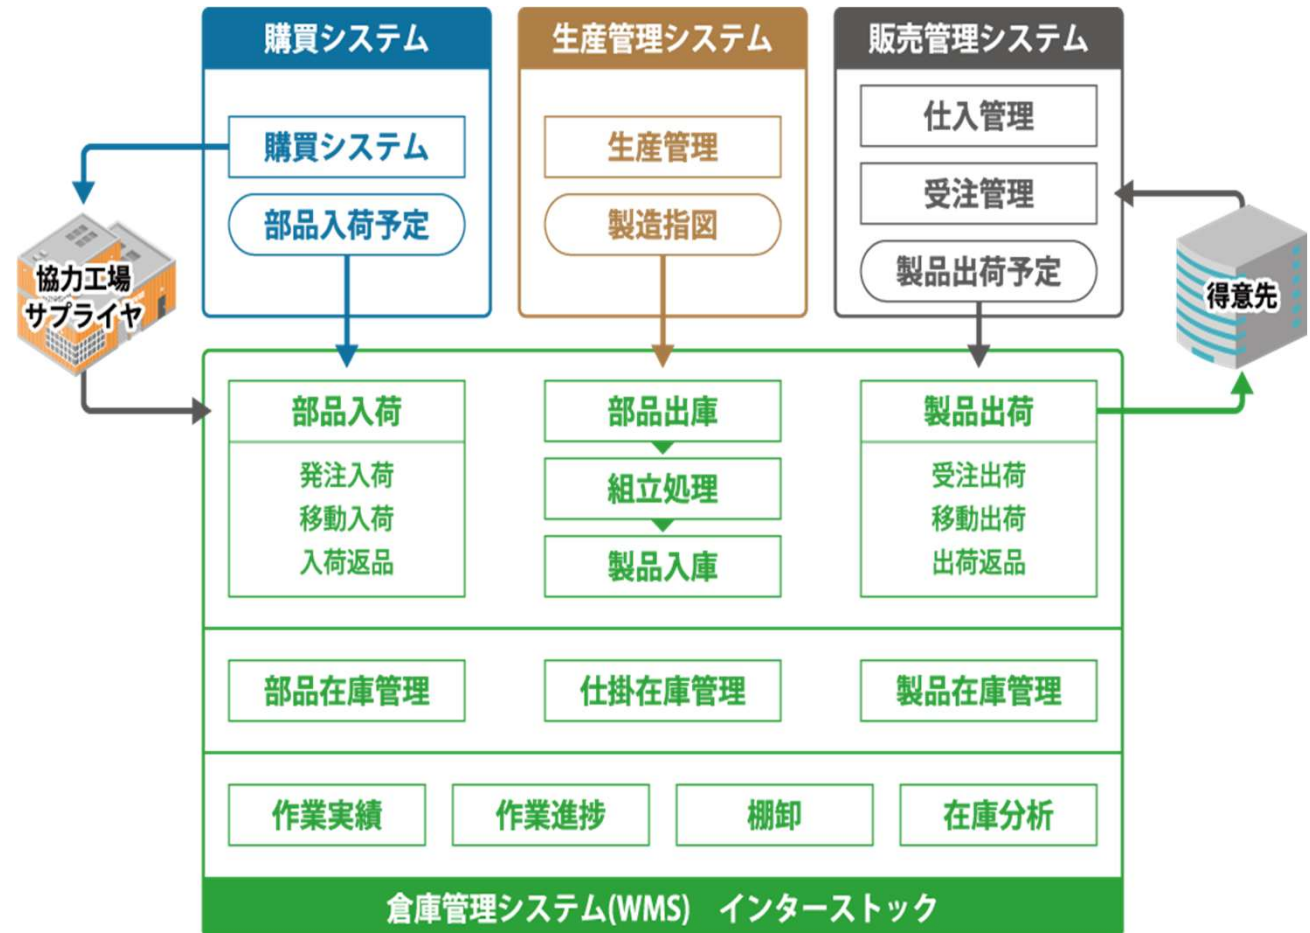 購買システム
購買システム
部品入荷予定
生産管理システム
生産管理
製造指図
販売管理システム
仕入管理
受注管理
製品出荷予定
協力工場
サプライヤ
得意先
部品入荷
発注入荷
移動入荷
入荷返品
部品出庫
組立処理
製品入庫
製品出荷
受注出荷
移動出荷
出荷返品
部品在庫管理
仕掛在庫管理
製品在庫管理
作業実績
作業進捗
棚卸
在庫分析
倉庫管理システム(WMS) インターストック